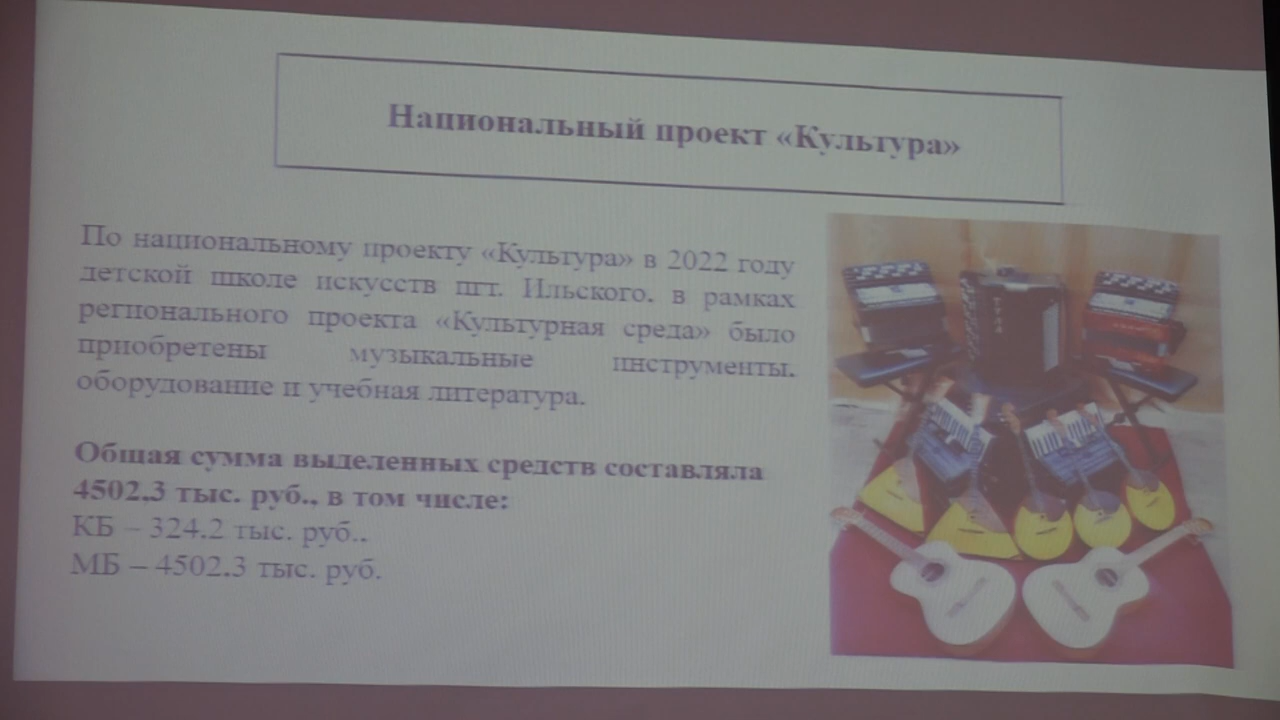 Национальный проект «Культура»
По национальному проекту «Культура» в 2022 году
детской школе искусств пгт. Ильского, в рамках
регионального проекта «Культурная среда» было
приобретены музыкальные инструменты,
оборудование и учебная литература.
Общая сумма выделенных средств составляла
4502,3 тыс. руб., в том числе:
КБ – 324,2 тыс. руб.,
МБ – 4502,3 тыс. руб.